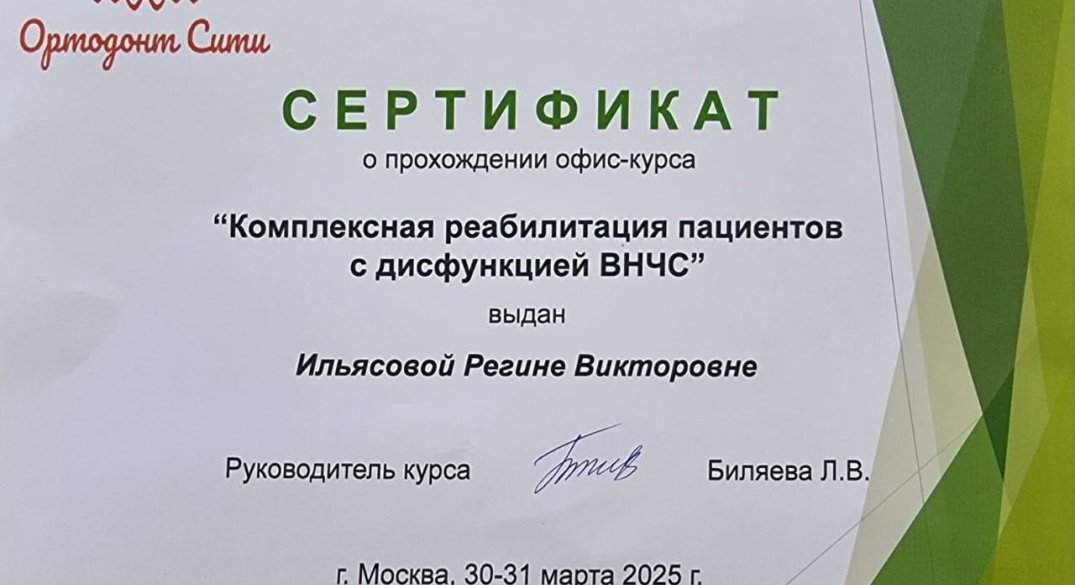 Ортодонт Сити
СЕРТИФИКАТ
о прохождении офис-курса
“Комплексная реабилитация пациентов
с дисфункцией ВНЧС”
выдан
Ильясовой Регине Викторовне
Руководитель курса Биляева Л.В.
г. Москва, 30-31 марта 2025 г.